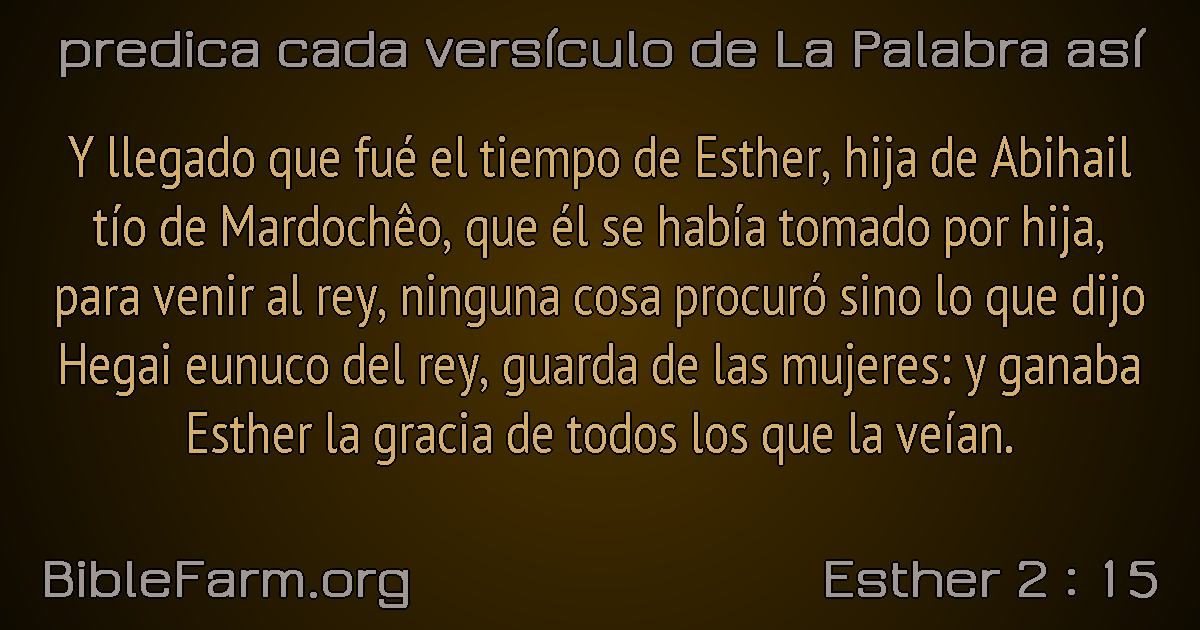 predica cada versículo de La Palabra así
Y llegado que fué el tiempo de Esther, hija de Abihail
tío de Mardochêo, que él se había tomado por hija,
para venir al rey, ninguna cosa procuró sino lo que dijo
Hegai eunuco del rey, guarda de las mujeres: y ganaba
Esther la gracia de todos los que la veían.
BibleFarm.org
Esther 2 : 15